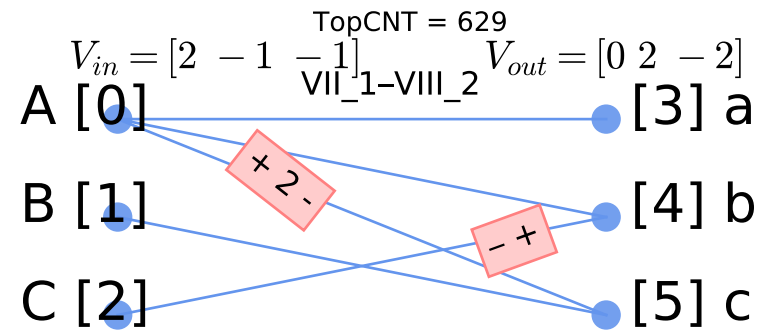 TopCNT = 629
V_in = [2 −1 −1] V_out = [0 2 −2]
VII_1–VIII_2
A [0] [3] a
+ 2 -
B [1] [4] b
− +
C [2] [5] c